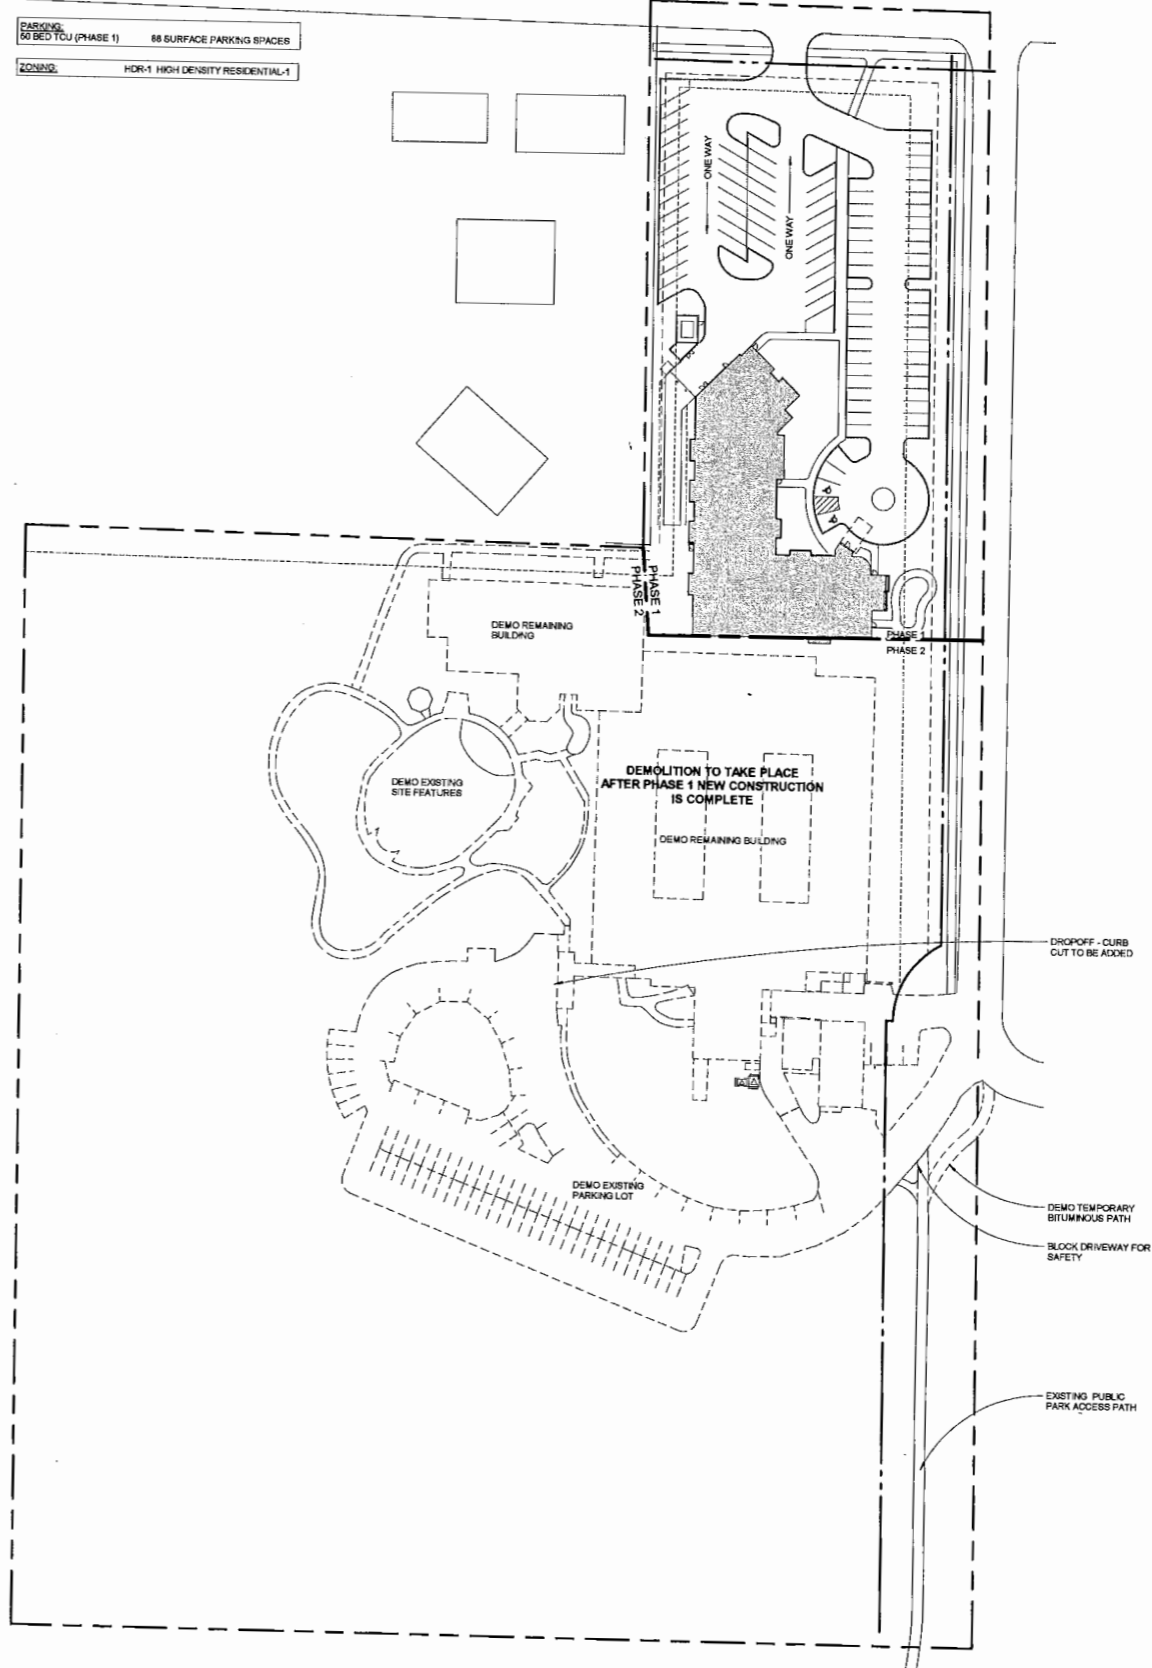 PARKING:
60 BED TCU (PHASE 1) 88 SURFACE PARKING SPACES
ZONING: HDR-1 HIGH DENSITY RESIDENTIAL-1
ONE WAY
ONE WAY
PHASE 1
PHASE 2
PHASE 1
PHASE 2
DEMO REMAINING
BUILDING
DEMO EXISTING
SITE FEATURES
DEMOLITION TO TAKE PLACE
AFTER PHASE 1 NEW CONSTRUCTION
IS COMPLETE
DEMO REMAINING BUILDING
DROPOFF - CURB
CUT TO BE ADDED
DEMO EXISTING
PARKING LOT
DEMO TEMPORARY
BITUMINOUS PATH
BLOCK DRIVEWAY FOR
SAFETY
EXISTING PUBLIC
PARK ACCESS PATH